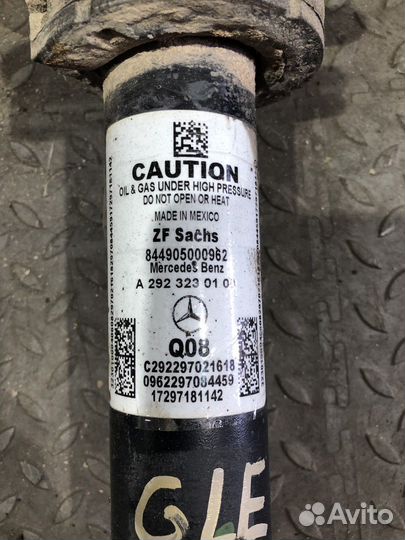 CAUTION
OIL & GAS UNDER HIGH PRESSURE
DO NOT OPEN OR HEAT
MADE IN MEXICO
ZF Sachs
844905000962
Mercedes Benz
A 292 323 01 0
Q08
C292297021618
0962297084459
17297181142
GLE
Avito